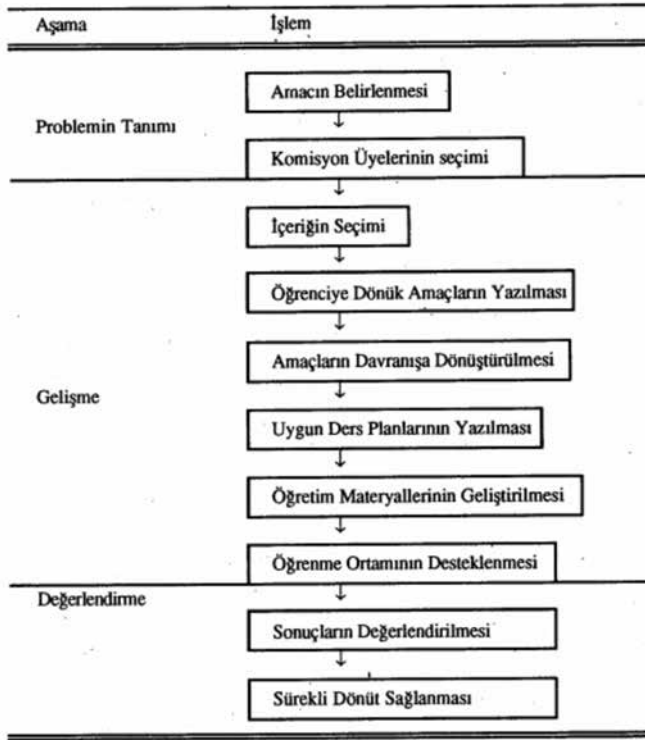 Aşama İşlem
Amacın Belirlenmesi
Problemin Tanımı
Komisyon Üyelerinin seçimi
İçeriğin Seçimi
Öğrenciye Dönük Amaçların Yazılması
Amaçların Davranışa Dönüştürülmesi
Gelişme
Uygun Ders Planlarının Yazılması
Öğretim Materyallerinin Geliştirilmesi
Öğrenme Ortamının Desteklenmesi
Değerlendirme
Sonuçların Değerlendirilmesi
Sürekli Dönüt Sağlanması